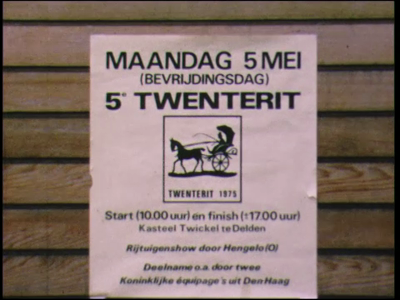 MAANDAG 5 MEI
(BEVRIJDINGSDAG)
5e TWENTERIT
TWENTERIT 1975
Start (10.00 uur) en finish (±17.00 uur)
Kasteel Twickel te Delden
Rijtuigenshow door Hengelo(O)
Deelname o.a. door twee
Koninklijke équipage's uit Den Haag